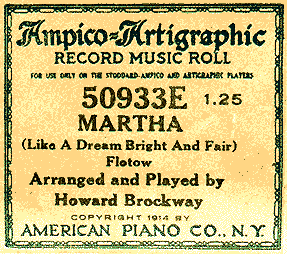 Ampico=Artigraphic
RECORD MUSIC ROLL
FOR USE ONLY ON THE STODDARD-AMPICO AND ARTIGRAPHIC PLAYERS
50933E 1.25
MARTHA
(Like A Dream Bright And Fair)
Flotow
Arranged and Played by
Howard Brockway
COPYRIGHT 1914 BY
AMERICAN PIANO CO., N.Y.